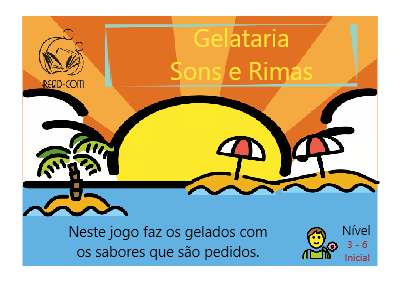 Gelataria
Sons e Rimas
REDD-COM
Neste jogo faz os gelados com
os sabores que são pedidos.
Nível
3 - 6
Inicial